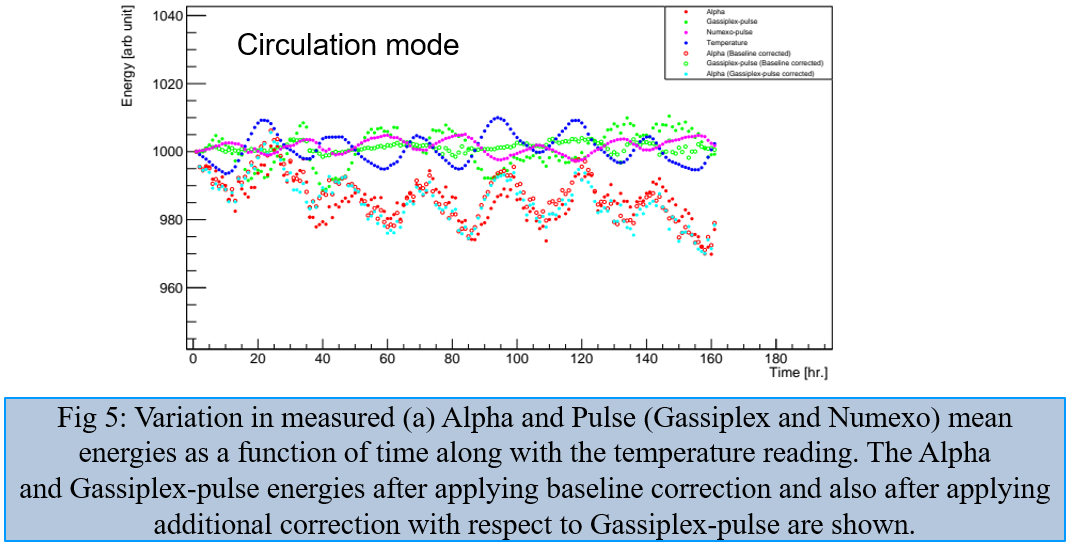 1040
1020
1000
980
960
Energy [arb unit]
Circulation mode
Alpha
Gassiplex-pulse
Numexo-pulse
Temperature
Alpha (Baseline corrected)
Gassiplex-pulse (Baseline corrected)
Alpha (Gassiplex-pulse corrected)
0 20 40 60 80 100 120 140 160 180
Time [hr.]
Fig 5: Variation in measured (a) Alpha and Pulse (Gassiplex and Numexo) mean
energies as a function of time along with the temperature reading. The Alpha
and Gassiplex-pulse energies after applying baseline correction and also after applying
additional correction with respect to Gassiplex-pulse are shown.